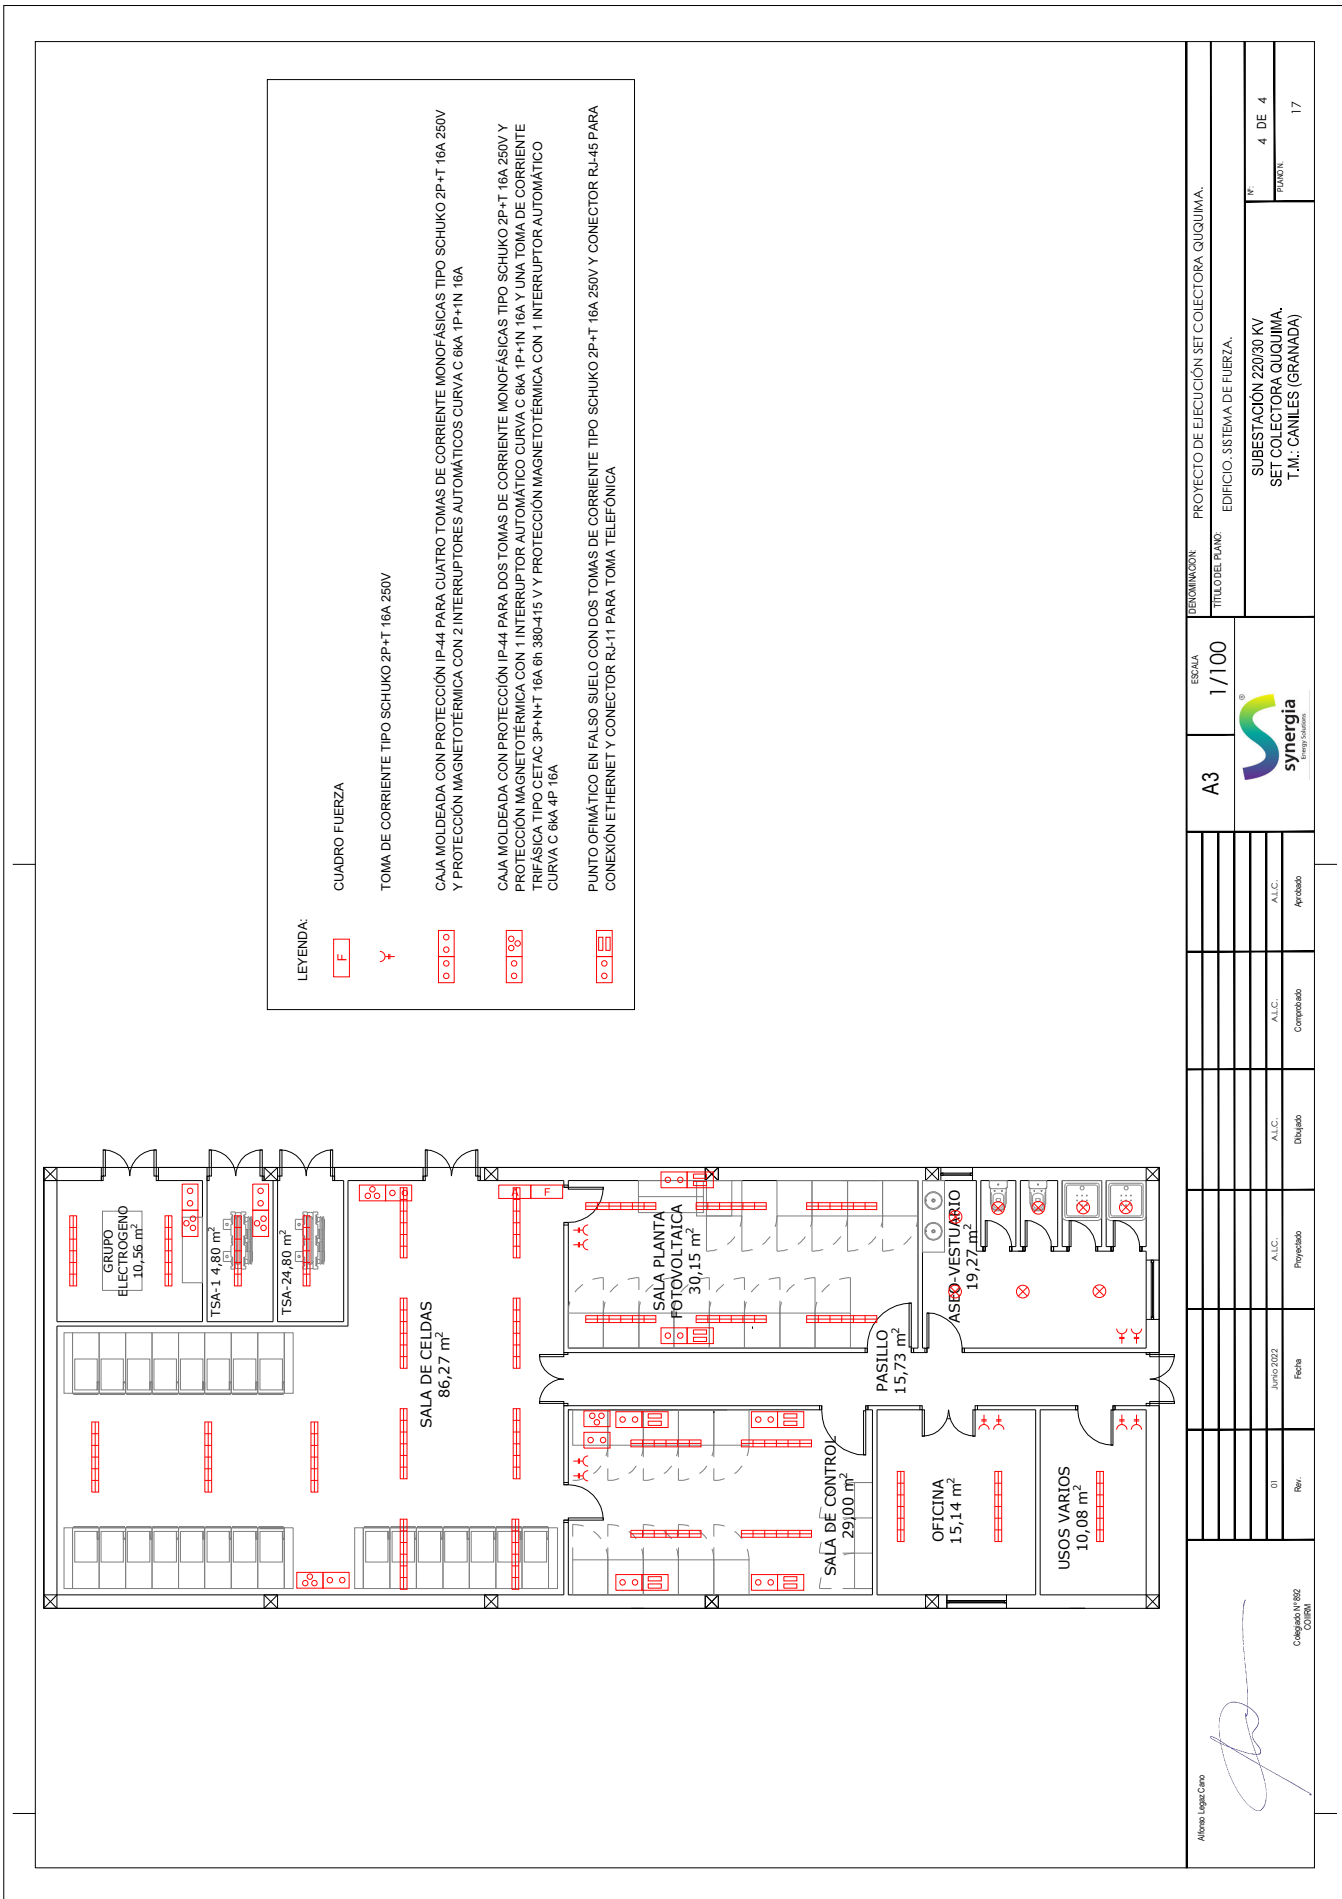 LEYENDA:
F
CUADRO FUERZA
TOMA DE CORRIENTE TIPO SCHUKO 2P+T 16A 250V
CAJA MOLDEADA CON PROTECCIÓN IP-44 PARA CUATRO TOMAS DE CORRIENTE MONOFÁSICAS TIPO SCHUKO 2P+T 16A 250V
Y PROTECCIÓN MAGNETOTÉRMICA CON 2 INTERRUPTORES AUTOMÁTICOS CURVA C 6kA 1P+1N 16A
CAJA MOLDEADA CON PROTECCIÓN IP-44 PARA DOS TOMAS DE CORRIENTE MONOFÁSICAS TIPO SCHUKO 2P+T 16A 250V Y
PROTECCIÓN MAGNETOTÉRMICA CON 1 INTERRUPTOR AUTOMÁTICO CURVA C 6kA 1P+1N 16A Y UNA TOMA DE CORRIENTE
TRIFÁSICA TIPO CETAC 3P+N+T 16A 6h 380-415 V Y PROTECCIÓN MAGNETOTÉRMICA CON 1 INTERRUPTOR AUTOMÁTICO
CURVA C 6kA 4P 16A
PUNTO OFIMÁTICO EN FALSO SUELO CON DOS TOMAS DE CORRIENTE TIPO SCHUKO 2P+T 16A 250V Y CONECTOR RJ-45 PARA
CONEXIÓN ETHERNET Y CONECTOR RJ-11 PARA TOMA TELEFÓNICA
GRUPO
ELECTROGENO
10,56 m²
TSA-1 4,80 m²
TSA-24,80 m²
SALA DE CELDAS
86,27 m²
F
SALA PLANTA
FOTOVOLTAICA
30,15 m²
ASEO-VESTUARIO
19,27 m²
PASILLO
15,73 m²
SALA DE CONTROL
29,00 m²
OFICINA
15,14 m²
USOS VARIOS
10,08 m²
Alfonso Legaz Cano
Colegiado Nº 892
COIIRM
01
Junio 2022
A.L.C.
A.L.C.
A.L.C.
A.L.C.
Rev.
Fecha
Proyectado
Dibujado
Comprobado
Aprobado
A3
ESCALA
1/100
synergia
Energy Solutions
®
DENOMINACIÓN:
PROYECTO DE EJECUCIÓN SET COLECTORA QUQUIMA.
TÍTULO DEL PLANO:
EDIFICIO. SISTEMA DE FUERZA.
SUBESTACIÓN 220/30 KV
SET COLECTORA QUQUIMA.
T.M.: CANILES (GRANADA)
Nº:
4 DE 4
PLANO N.
17